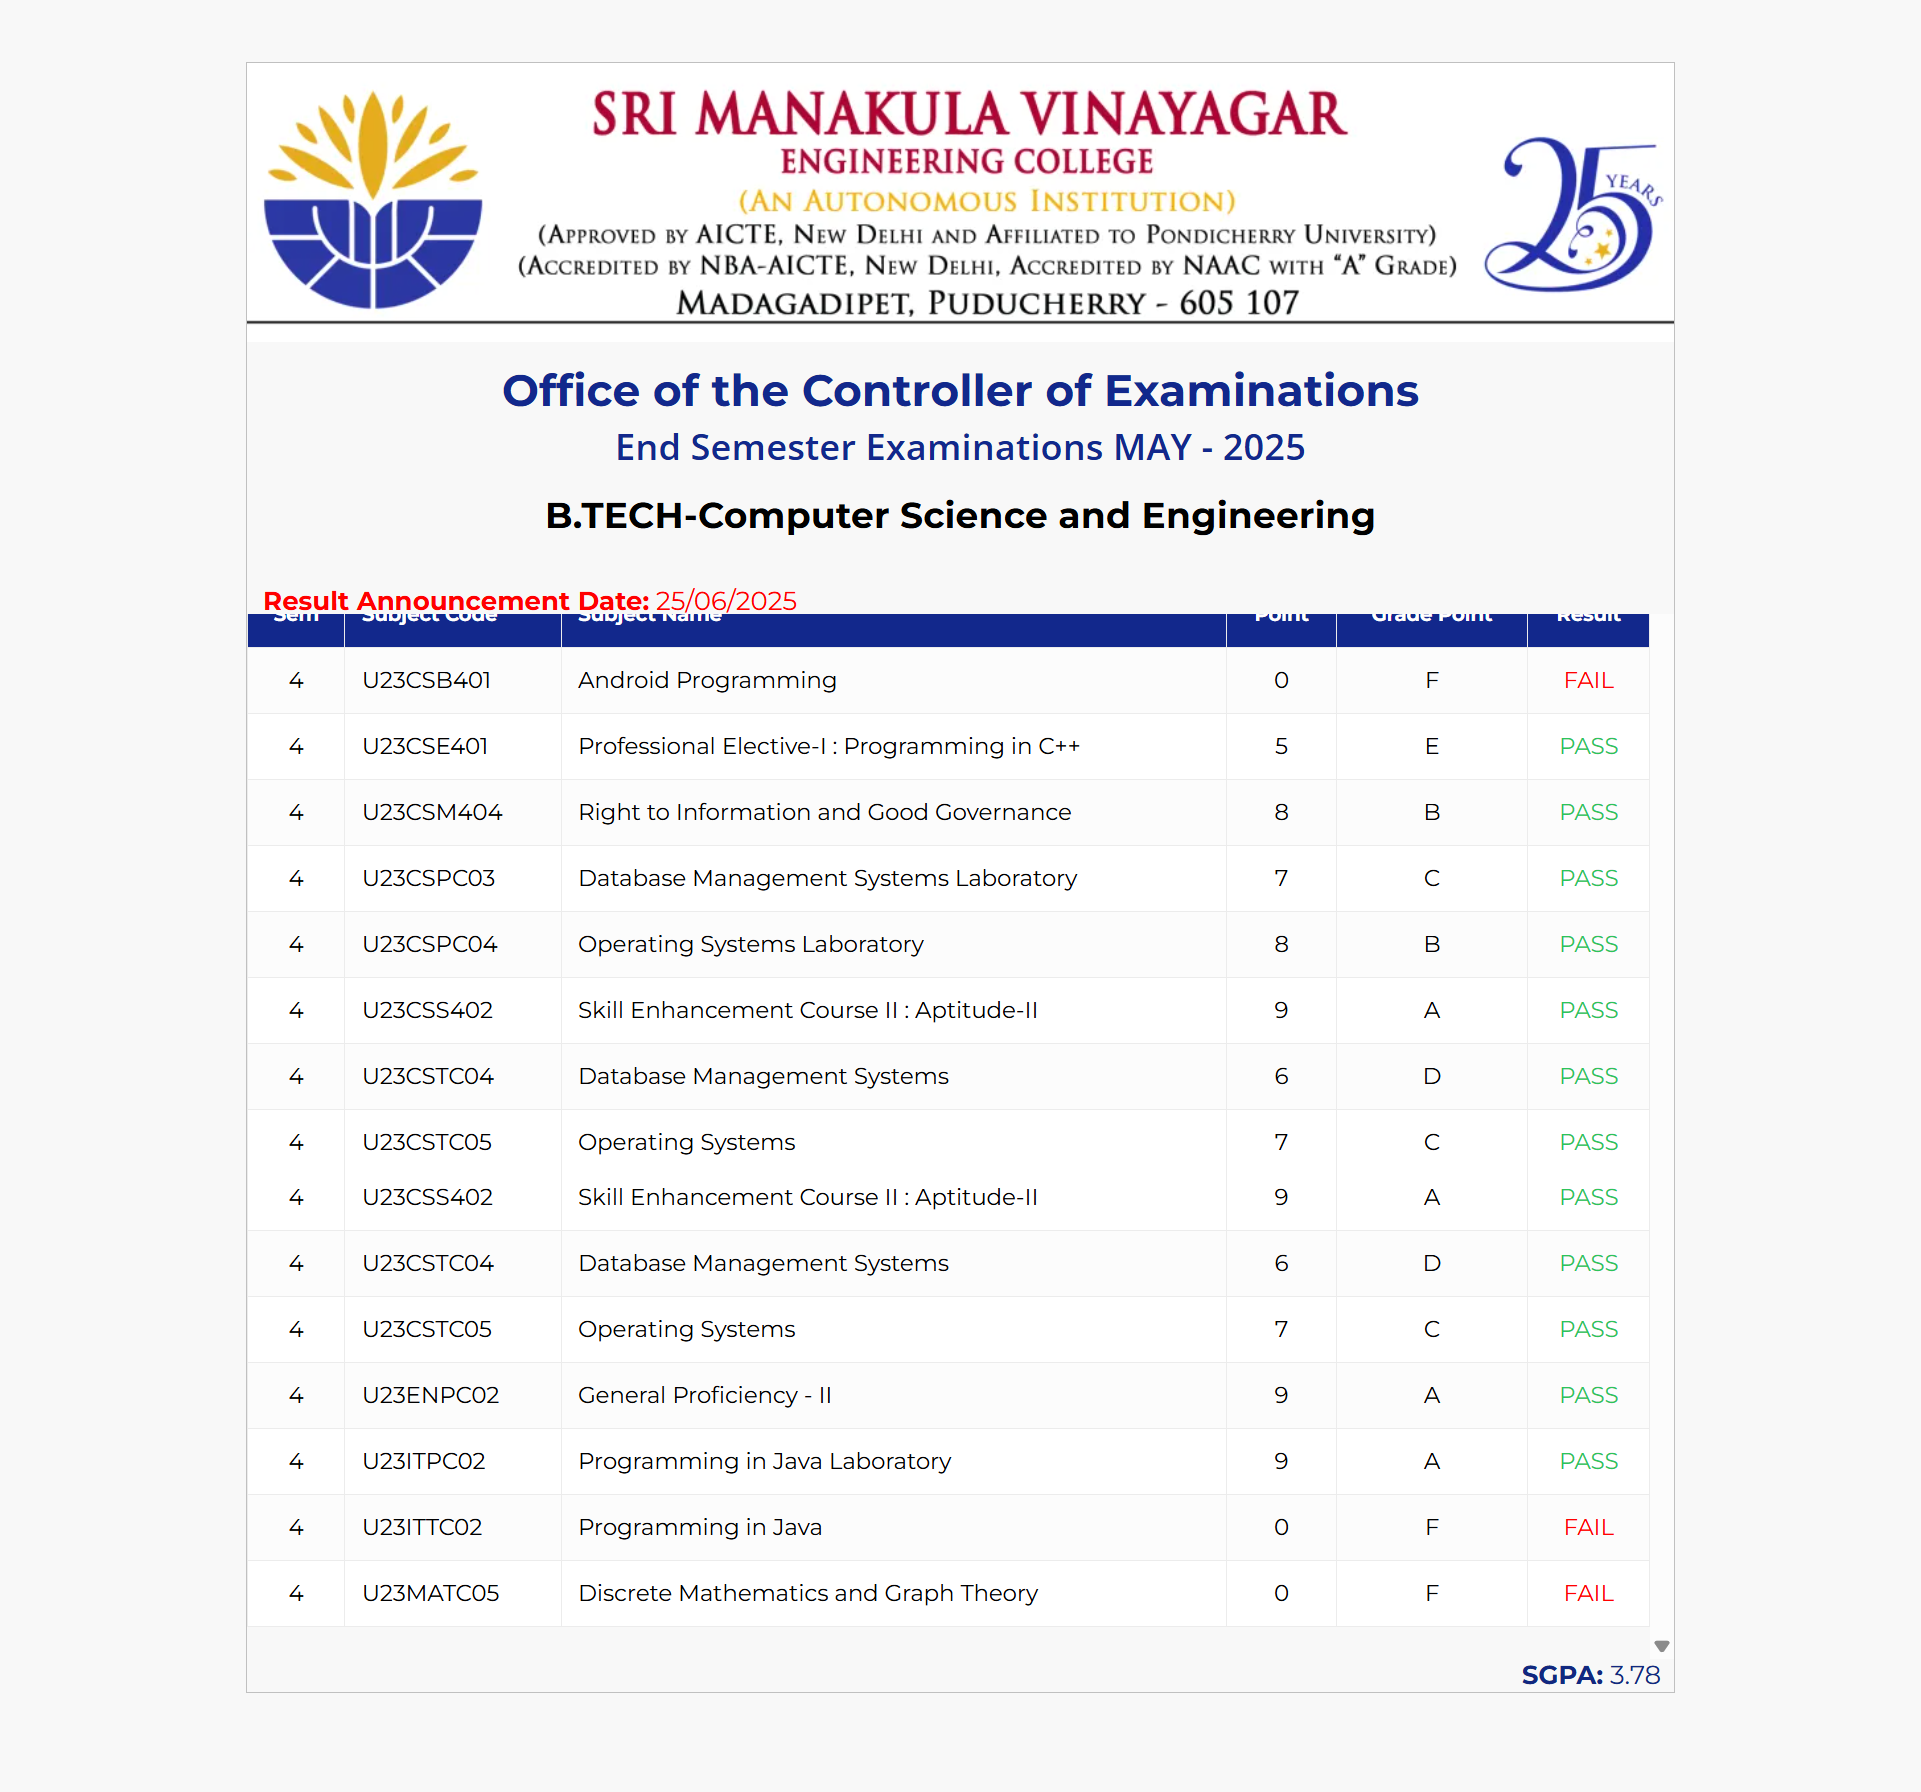 SRI MANAKULA VINAYAGAR
ENGINEERING COLLEGE
(AN AUTONOMOUS INSTITUTION)
(APPROVED BY AICTE, NEW DELHI AND AFFILIATED TO PONDICHERRY UNIVERSITY)
(ACCREDITED BY NBA-AICTE, NEW DELHI, ACCREDITED BY NAAC WITH “A” GRADE)
MADAGADIPET, PUDUCHERRY - 605 107
25 YEARS
Office of the Controller of Examinations
End Semester Examinations MAY - 2025
B.TECH-Computer Science and Engineering
Result Announcement Date: 25/06/2025
Sem Subject Code Subject Name Point Grade Point Result
4 U23CSB401 Android Programming 0 F FAIL
4 U23CSE401 Professional Elective-I : Programming in C++ 5 E PASS
4 U23CSM404 Right to Information and Good Governance 8 B PASS
4 U23CSPC03 Database Management Systems Laboratory 7 C PASS
4 U23CSPC04 Operating Systems Laboratory 8 B PASS
4 U23CSS402 Skill Enhancement Course II : Aptitude-II 9 A PASS
4 U23CSTC04 Database Management Systems 6 D PASS
4 U23CSTC05 Operating Systems 7 C PASS
4 U23CSS402 Skill Enhancement Course II : Aptitude-II 9 A PASS
4 U23CSTC04 Database Management Systems 6 D PASS
4 U23CSTC05 Operating Systems 7 C PASS
4 U23ENPC02 General Proficiency - II 9 A PASS
4 U23ITPC02 Programming in Java Laboratory 9 A PASS
4 U23ITTC02 Programming in Java 0 F FAIL
4 U23MATC05 Discrete Mathematics and Graph Theory 0 F FAIL
SGPA: 3.78